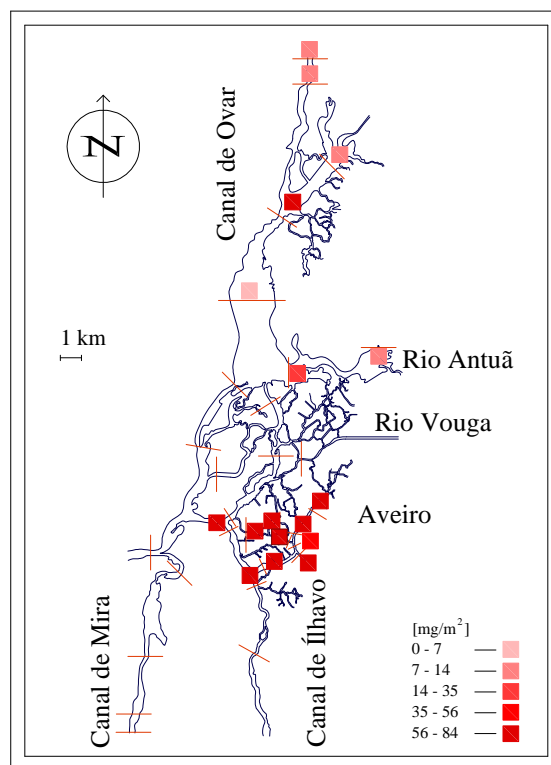 N
Canal de Ovar
1 km
Rio Antuã
Rio Vouga
Aveiro
Canal de Mira
Canal de Ílhavo
[mg/m²]
0 - 7
7 - 14
14 - 35
35 - 56
56 - 84